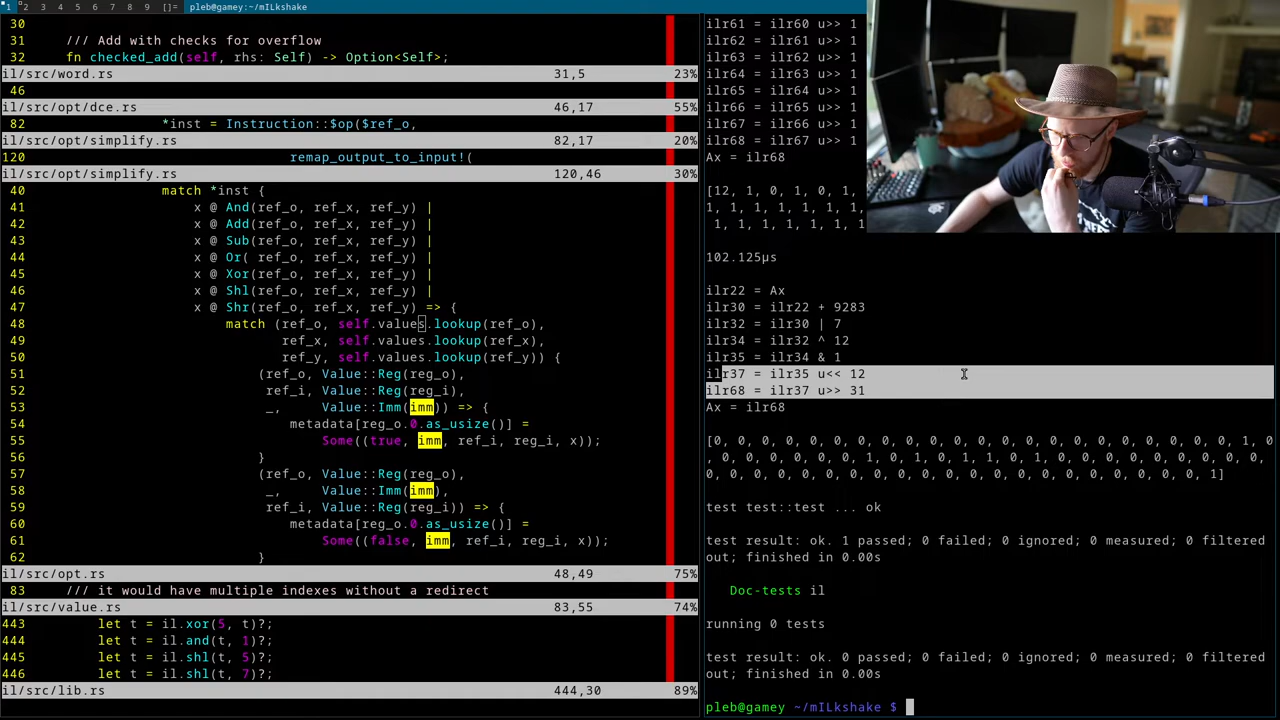 1 2 3 4 5 6 7 8 9 []= pleb@gamey:~/mILkshake
30
31 /// Add with checks for overflow
32 fn checked_add(self, rhs: Self) -> Option<Self>;
il/src/word.rs 31,5 23%
46
il/src/opt/dce.rs 46,17 55%
82 *inst = Instruction::$op($ref_o,
il/src/opt/simplify.rs 82,17 20%
120 remap_output_to_input!(
il/src/opt/simplify.rs 120,46 30%
40 match *inst {
41 x @ And(ref_o, ref_x, ref_y) |
42 x @ Add(ref_o, ref_x, ref_y) |
43 x @ Sub(ref_o, ref_x, ref_y) |
44 x @ Or( ref_o, ref_x, ref_y) |
45 x @ Xor(ref_o, ref_x, ref_y) |
46 x @ Shl(ref_o, ref_x, ref_y) |
47 x @ Shr(ref_o, ref_x, ref_y) => {
48 match (ref_o, self.values.lookup(ref_o),
49 ref_x, self.values.lookup(ref_x),
50 ref_y, self.values.lookup(ref_y)) {
51 (ref_o, Value::Reg(reg_o),
52 ref_i, Value::Reg(reg_i),
53 _, Value::Imm(imm)) => {
54 metadata[reg_o.0.as_usize()] =
55 Some((true, imm, ref_i, reg_i, x));
56 }
57 (ref_o, Value::Reg(reg_o),
58 _, Value::Imm(imm),
59 ref_i, Value::Reg(reg_i)) => {
60 metadata[reg_o.0.as_usize()] =
61 Some((false, imm, ref_i, reg_i, x));
62 }
il/src/opt.rs 48,49 75%
83 /// it would have multiple indexes without a redirect
il/src/value.rs 83,55 74%
443 let t = il.xor(5, t)?;
444 let t = il.and(t, 1)?;
445 let t = il.shl(t, 5)?;
446 let t = il.shl(t, 7)?;
il/src/lib.rs 444,30 89%
ilr61 = ilr60 u>> 1
ilr62 = ilr61 u>> 1
ilr63 = ilr62 u>> 1
ilr64 = ilr63 u>> 1
ilr65 = ilr64 u>> 1
ilr66 = ilr65 u>> 1
ilr67 = ilr66 u>> 1
ilr68 = ilr67 u>> 1
Ax = ilr68
[12, 1, 0, 1, 0, 1,
1, 1, 1, 1, 1, 1, 1
1, 1, 1, 1, 1, 1
102.125µs
ilr22 = Ax
ilr30 = ilr22 + 9283
ilr32 = ilr30 | 7
ilr34 = ilr32 ^ 12
ilr35 = ilr34 & 1
ilr37 = ilr35 u<< 12
ilr68 = ilr37 u>> 31
Ax = ilr68
[0, 0, 0, 0, 0, 0, 0, 0, 0, 0, 0, 0, 0, 0, 0, 0, 0, 0, 0, 0, 0, 0, 1, 0
, 0, 0, 0, 0, 0, 0, 1, 0, 1, 0, 1, 1, 0, 1, 0, 0, 0, 0, 0, 0, 0, 0, 0,
0, 0, 0, 0, 0, 0, 0, 0, 0, 0, 0, 0, 0, 0, 0, 0, 0, 0, 0, 0, 0, 1]
test test::test ... ok
test result: ok. 1 passed; 0 failed; 0 ignored; 0 measured; 0 filtered
out; finished in 0.00s
Doc-tests il
running 0 tests
test result: ok. 0 passed; 0 failed; 0 ignored; 0 measured; 0 filtered
out; finished in 0.00s
pleb@gamey ~/mILkshake $